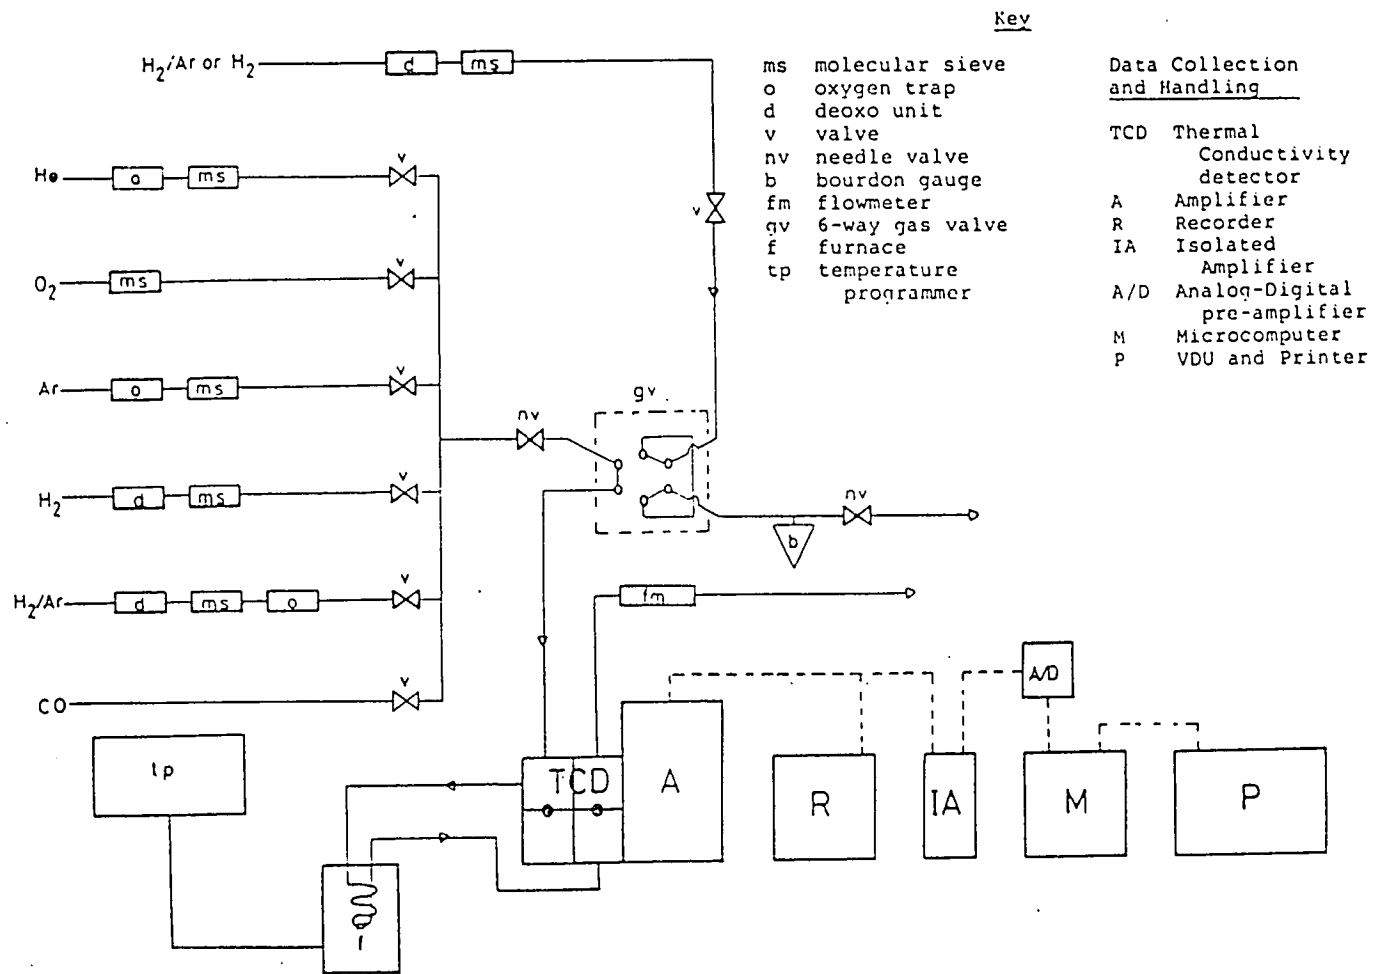 Key
H2/Ar or H2
d
ms
ms molecular sieve
o oxygen trap
d deoxo unit
v valve
nv needle valve
b bourdon gauge
fm flowmeter
gv 6-way gas valve
f furnace
tp temperature
programmer
Data Collection
and Handling
TCD Thermal
Conductivity
detector
A Amplifier
R Recorder
IA Isolated
Amplifier
A/D Analog-Digital
pre-amplifier
M Microcomputer
P VDU and Printer
He
o
ms
v
v
O2
ms
v
Ar
o
ms
v
nv
gv
H2
d
ms
v
nv
b
H2/Ar
d
ms
o
v
fm
CO
v
A/D
tp
TCD
A
R
IA
M
P
f